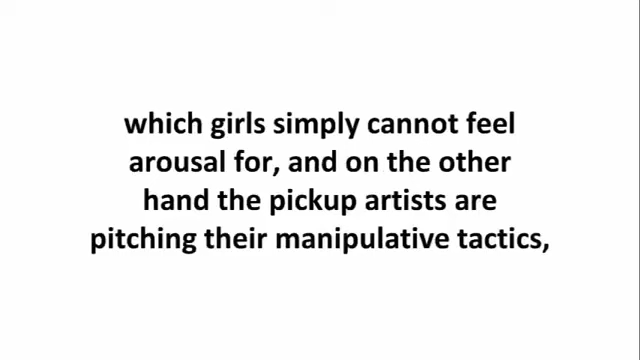 which girls simply cannot feel
arousal for, and on the other
hand the pickup artists are
pitching their manipulative tactics,